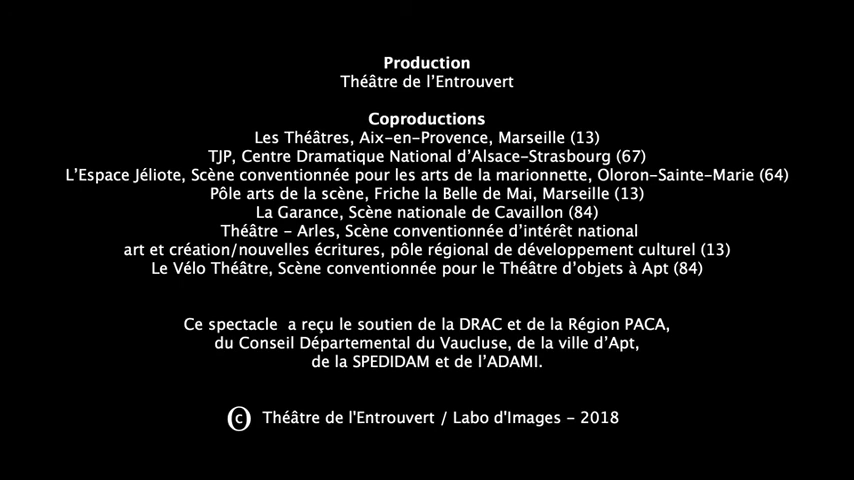 Production
Théâtre de l’Entrouvert
Coproductions
Les Théâtres, Aix-en-Provence, Marseille (13)
TJP, Centre Dramatique National d’Alsace-Strasbourg (67)
L’Espace Jéliote, Scène conventionnée pour les arts de la marionnette, Oloron-Sainte-Marie (64)
Pôle arts de la scène, Friche la Belle de Mai, Marseille (13)
La Garance, Scène nationale de Cavaillon (84)
Théâtre – Arles, Scène conventionnée d’intérêt national
art et création/nouvelles écritures, pôle régional de développement culturel (13)
Le Vélo Théâtre, Scène conventionnée pour le Théâtre d’objets à Apt (84)
Ce spectacle  a reçu le soutien de la DRAC et de la Région PACA,
du Conseil Départemental du Vaucluse, de la ville d’Apt,
de la SPEDIDAM et de l’ADAMI.
© Théâtre de l'Entrouvert / Labo d'Images – 2018